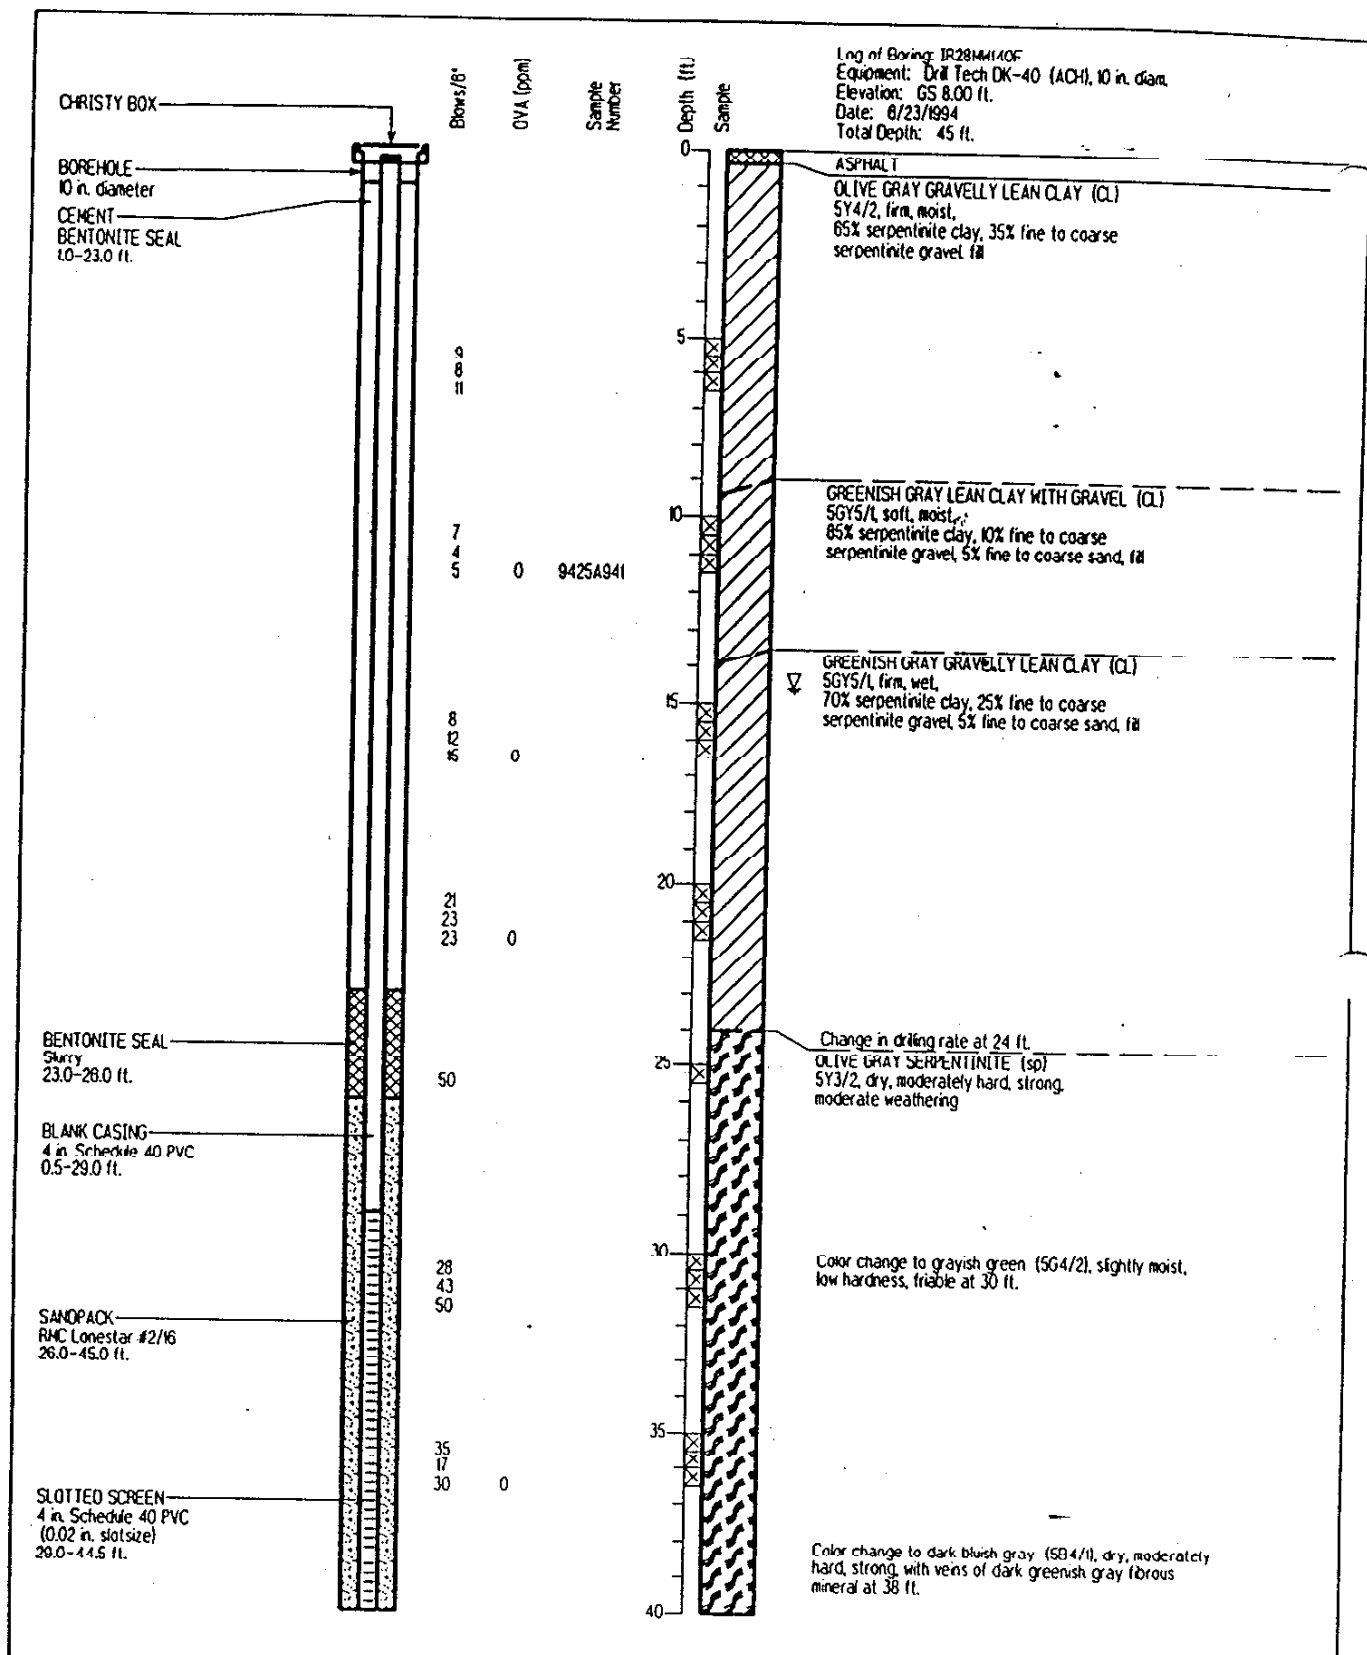 Log of Boring: IR28MW140F
Equipment: Drill Tech DK-40 (ACH), 10 in. diam.
Elevation: GS 8.00 ft.
Date: 8/23/1994
Total Depth: 45 ft.
Blows/6"
OVA (ppm)
Sample
Number
Depth (ft.)
Sample
CHRISTY BOX
BOREHOLE
10 in. diameter
CEMENT
BENTONITE SEAL
1.0-23.0 ft.
BENTONITE SEAL
Slurry
23.0-26.0 ft.
BLANK CASING
4 in. Schedule 40 PVC
0.5-29.0 ft.
SANDPACK
RMC Lonestar #2/16
26.0-45.0 ft.
SLOTTED SCREEN
4 in. Schedule 40 PVC
(0.02 in. slotsize)
29.0-44.5 ft.
9
8
11
7
4
5 0 9425A941
8
12
15 0
21
23
23 0
50
28
43
50
35
17
30 0
0
5
10
15
20
25
30
35
40
ASPHALT
OLIVE GRAY GRAVELLY LEAN CLAY (CL)
5Y4/2, firm, moist,
65% serpentinite clay, 35% fine to coarse
serpentinite gravel, fill
GREENISH GRAY LEAN CLAY WITH GRAVEL (CL)
5GY5/1, soft, moist,
85% serpentinite clay, 10% fine to coarse
serpentinite gravel, 5% fine to coarse sand, fill
GREENISH GRAY GRAVELLY LEAN CLAY (CL)
5GY5/1, firm, wet,
70% serpentinite clay, 25% fine to coarse
serpentinite gravel, 5% fine to coarse sand, fill
Change in drilling rate at 24 ft.
OLIVE GRAY SERPENTINITE (sp)
5Y3/2, dry, moderately hard, strong,
moderate weathering
Color change to grayish green (5G4/2), slightly moist,
low hardness, friable at 30 ft.
Color change to dark bluish gray (5B4/1), dry, moderately
hard, strong, with veins of dark greenish gray fibrous
mineral at 38 ft.